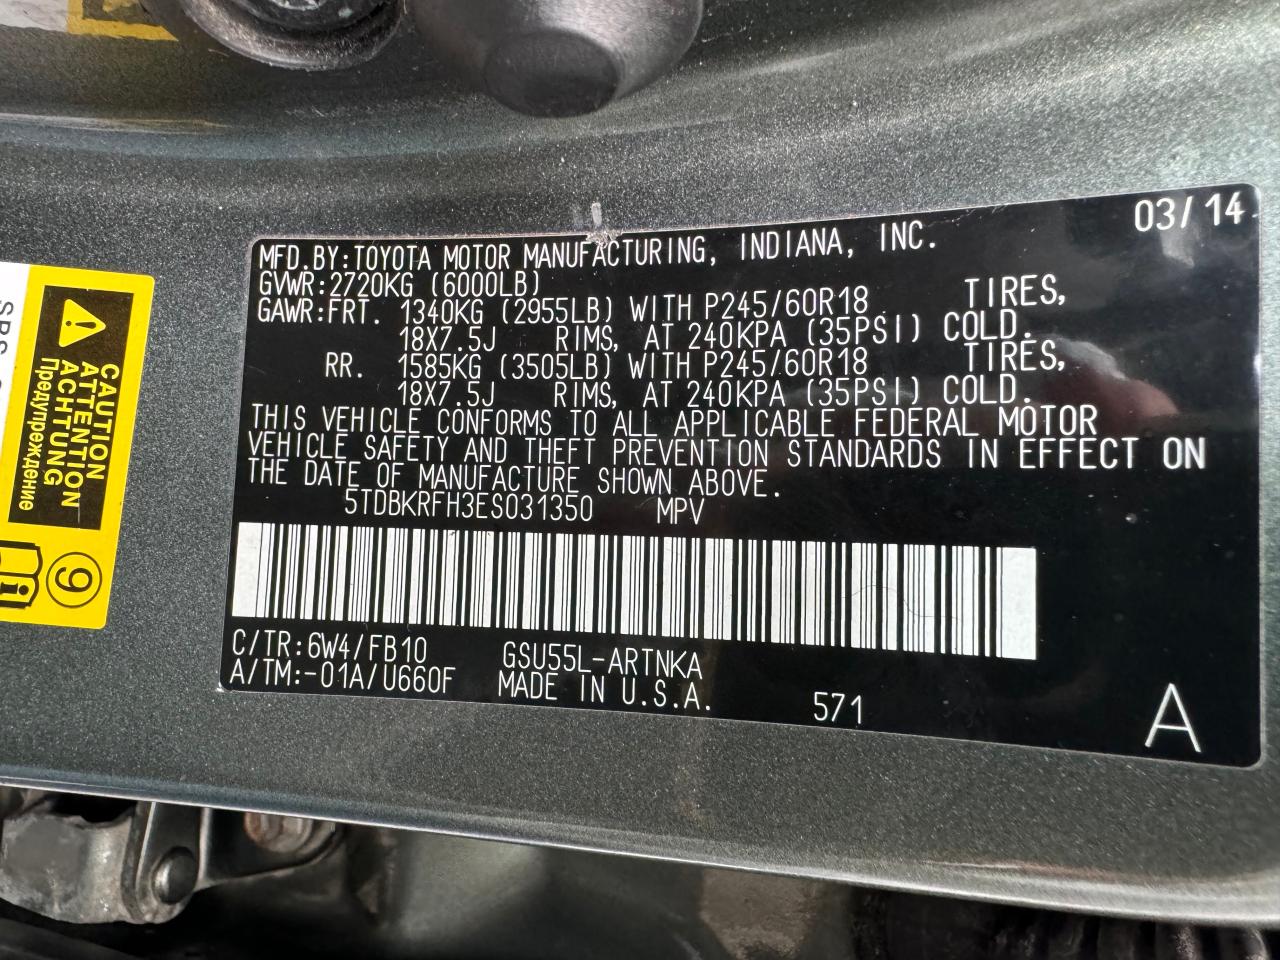 03/14
MFD.BY:TOYOTA MOTOR MANUFACTURING, INDIANA, INC.
GVWR:2720KG (6000LB)
GAWR:FRT. 1340KG (2955LB) WITH P245/60R18 TIRES,
18X7.5J RIMS, AT 240KPA (35PSI) COLD.
RR. 1585KG (3505LB) WITH P245/60R18 TIRES,
18X7.5J RIMS, AT 240KPA (35PSI) COLD.
THIS VEHICLE CONFORMS TO ALL APPLICABLE FEDERAL MOTOR
VEHICLE SAFETY AND THEFT PREVENTION STANDARDS IN EFFECT ON
THE DATE OF MANUFACTURE SHOWN ABOVE.
5TDBKRFH3ES031350 MPV
C/TR:6W4/FB10 GSU55L-ARTNKA
A/TM:-01A/U660F MADE IN U.S.A.
571
A
CAUTION
ATTENTION
ACHTUNG
Предупреждение
9